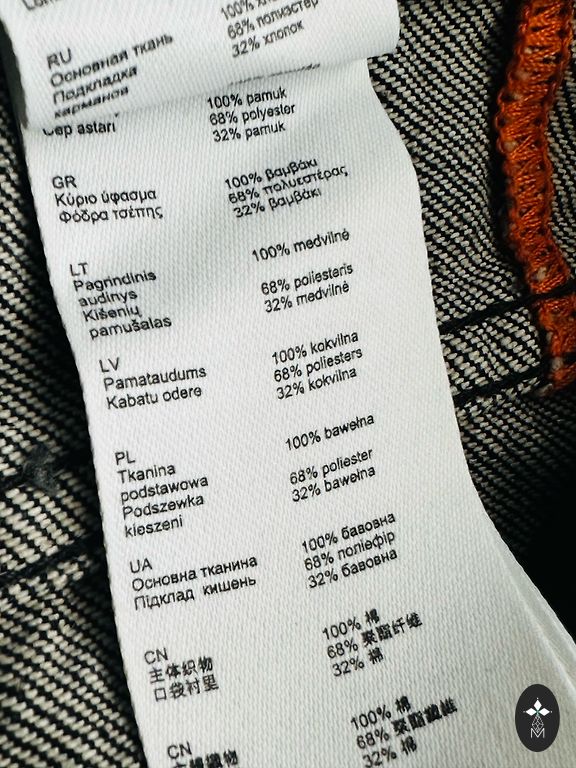 100%
68% полиэстер
32% хлопок
RU
Основная ткань
Подкладка
карманов
Cep astari
100% pamuk
68% polyester
32% pamuk
GR
Κύριο ύφασμα
Φόδρα τσέπης
100% βαμβάκι
68% πολυεστέρας
32% βαμβάκι
LT
Pagrindinis
audinys
Kišenių
pamušalas
100% medvilnė
68% poliesteris
32% medvilnė
LV
Pamataudums
Kabatu odere
100% kokvilna
68% poliesters
32% kokvilna
PL
Tkanina
podstawowa
Podszewka
kieszeni
100% bawełna
68% poliester
32% bawełna
UA
Основна тканина
Підклад кишень
100% бавовна
68% поліефір
32% бавовна
CN
主体织物
口袋衬里
100% 棉
68% 聚酯纤维
32% 棉
CN
100% 棉
68% 聚酯纖維
32% 棉
M